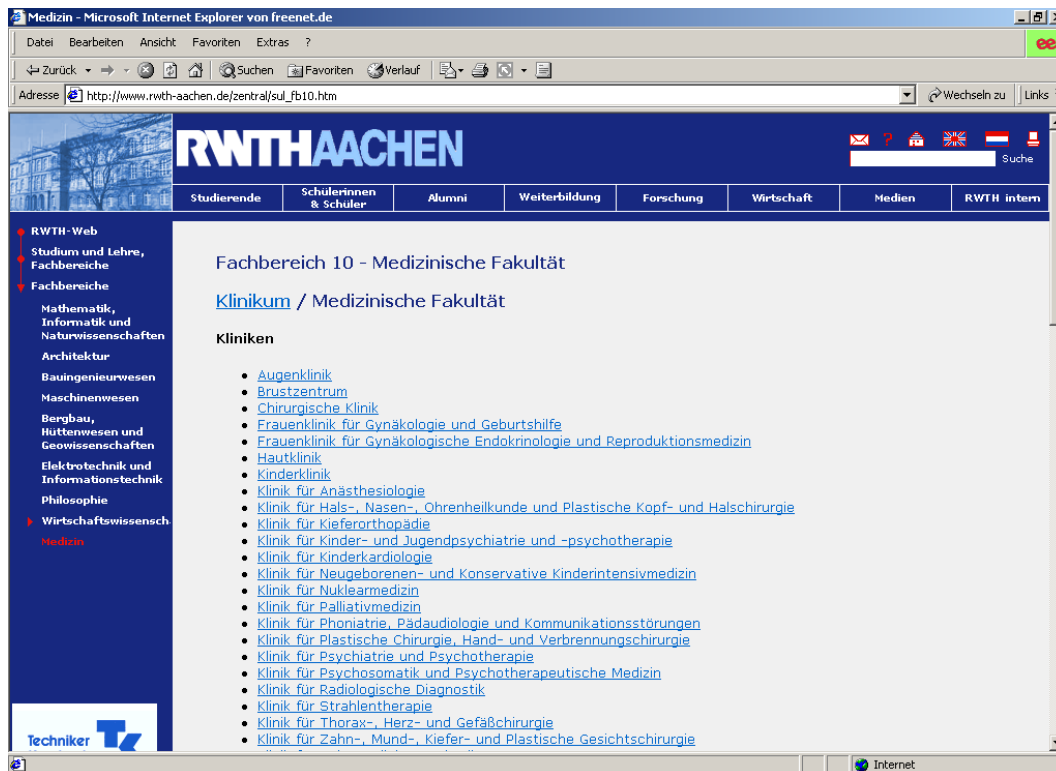 Medizin - Microsoft Internet Explorer von freenet.de
Datei Bearbeiten Ansicht Favoriten Extras ?
Zurück Suchen Favoriten Verlauf
Adresse http://www.rwth-aachen.de/zentral/sul_fb10.htm Wechseln zu Links
RWTHAACHEN
Suche
Studierende Schülerinnen & Schüler Alumni Weiterbildung Forschung Wirtschaft Medien RWTH intern
RWTH-Web
Studium und Lehre,
Fachbereiche
Fachbereiche
Mathematik,
Informatik und
Naturwissenschaften
Architektur
Bauingenieurwesen
Maschinenwesen
Bergbau,
Hüttenwesen und
Geowissenschaften
Elektrotechnik und
Informationstechnik
Philosophie
Wirtschaftswissensch
Medizin
Techniker TK
Fachbereich 10 - Medizinische Fakultät
Klinikum / Medizinische Fakultät
Kliniken
Augenklinik
Brustzentrum
Chirurgische Klinik
Frauenklinik für Gynäkologie und Geburtshilfe
Frauenklinik für Gynäkologische Endokrinologie und Reproduktionsmedizin
Hautklinik
Kinderklinik
Klinik für Anästhesiologie
Klinik für Hals-, Nasen-, Ohrenheilkunde und Plastische Kopf- und Halschirurgie
Klinik für Kieferorthopädie
Klinik für Kinder- und Jugendpsychiatrie und -psychotherapie
Klinik für Kinderkardiologie
Klinik für Neugeborenen- und Konservative Kinderintensivmedizin
Klinik für Nuklearmedizin
Klinik für Palliativmedizin
Klinik für Phoniatrie, Pädaudiologie und Kommunikationsstörungen
Klinik für Plastische Chirurgie, Hand- und Verbrennungschirurgie
Klinik für Psychiatrie und Psychotherapie
Klinik für Psychosomatik und Psychotherapeutische Medizin
Klinik für Radiologische Diagnostik
Klinik für Strahlentherapie
Klinik für Thorax-, Herz- und Gefäßchirurgie
Klinik für Zahn-, Mund-, Kiefer- und Plastische Gesichtschirurgie
Internet